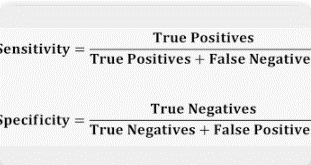 Sensitivity = True Positives / True Positives + False Negative
Specificity = True Negatives / True Negatives + False Positive